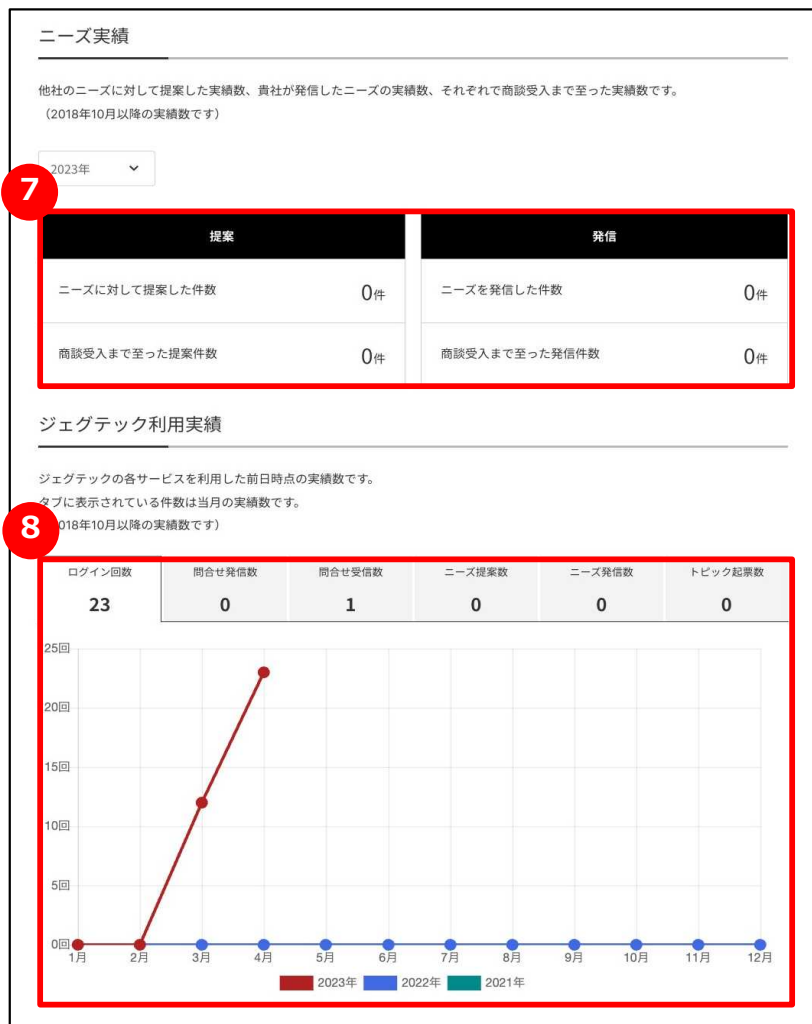 ニーズ実績
他社のニーズに対して提案した実績数、貴社が発信したニーズの実績数、それぞれで商談受入まで至った実績数です。
（2018年10月以降の実績数です）
2023年
7
提案
発信
ニーズに対して提案した件数 0件
ニーズを発信した件数 0件
商談受入まで至った提案件数 0件
商談受入まで至った発信件数 0件
ジェグテック利用実績
ジェグテックの各サービスを利用した前日時点の実績数です。
タブに表示されている件数は当月の実績数です。
8
018年10月以降の実績数です）
ログイン回数 問合せ発信数 問合せ受信数 ニーズ提案数 ニーズ発信数 トピック起票数
23 0 1 0 0 0
25回
20回
15回
10回
5回
0回
1月 2月 3月 4月 5月 6月 7月 8月 9月 10月 11月 12月
2023年 2022年 2021年